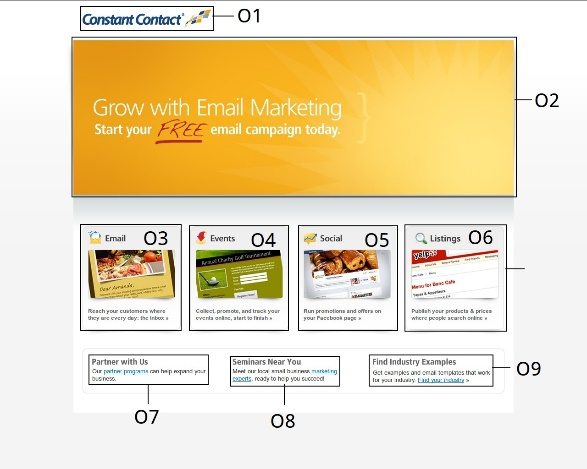 Constant Contact® O1
Grow with Email Marketing
Start your FREE email campaign today.
O2
Email O3
Events O4
Social O5
Listings O6
Annual Charity Golf Tournament
yelp
Dear Amanda,
Menu for Banc Cafe
Reach your customers where
they are every day: the inbox »
Collect, promote, and track your
events online, start to finish »
Run promotions and offers on
your Facebook page »
Publish your products & prices
where people search online »
Partner with Us
Our partner programs can help expand your
business.
Seminars Near You
Meet our local small business marketing
experts, ready to help you succeed!
Find Industry Examples
Get examples and email templates that work
for your industry. Find your industry »
O9
O7
O8